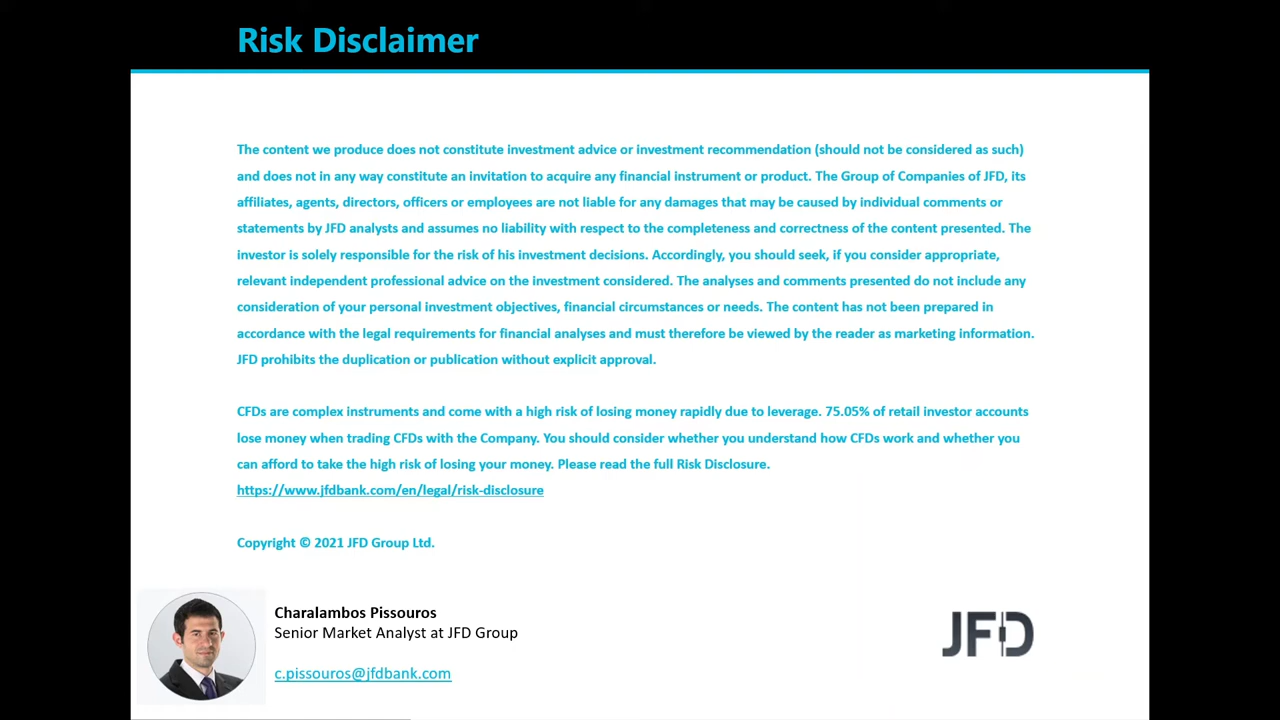 Risk Disclaimer
The content we produce does not constitute investment advice or investment recommendation (should not be considered as such)
and does not in any way constitute an invitation to acquire any financial instrument or product. The Group of Companies of JFD, its
affiliates, agents, directors, officers or employees are not liable for any damages that may be caused by individual comments or
statements by JFD analysts and assumes no liability with respect to the completeness and correctness of the content presented. The
investor is solely responsible for the risk of his investment decisions. Accordingly, you should seek, if you consider appropriate,
relevant independent professional advice on the investment considered. The analyses and comments presented do not include any
consideration of your personal investment objectives, financial circumstances or needs. The content has not been prepared in
accordance with the legal requirements for financial analyses and must therefore be viewed by the reader as marketing information.
JFD prohibits the duplication or publication without explicit approval.
CFDs are complex instruments and come with a high risk of losing money rapidly due to leverage. 75.05% of retail investor accounts
lose money when trading CFDs with the Company. You should consider whether you understand how CFDs work and whether you
can afford to take the high risk of losing your money. Please read the full Risk Disclosure.
https://www.jfdbank.com/en/legal/risk-disclosure
Copyright © 2021 JFD Group Ltd.
Charalambos Pissouros
Senior Market Analyst at JFD Group
c.pissouros@jfdbank.com
JFD